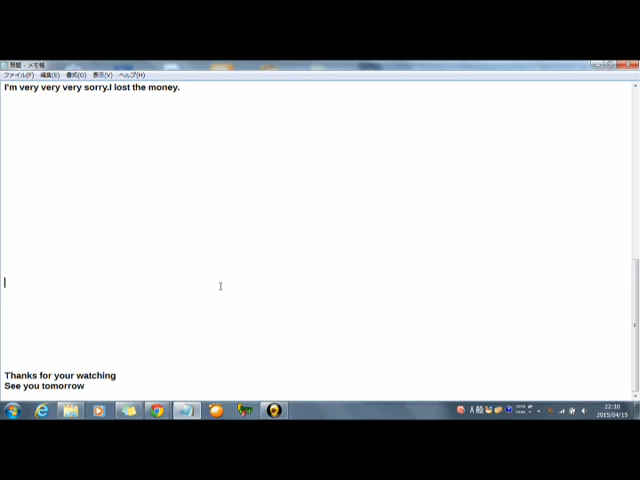 無題 - メモ帳
ファイル(F) 編集(E) 書式(O) 表示(V) ヘルプ(H)
I'm very very very sorry.I lost the money.
Thanks for your watching
See you tomorrow
A 般
22:10
2015/04/15